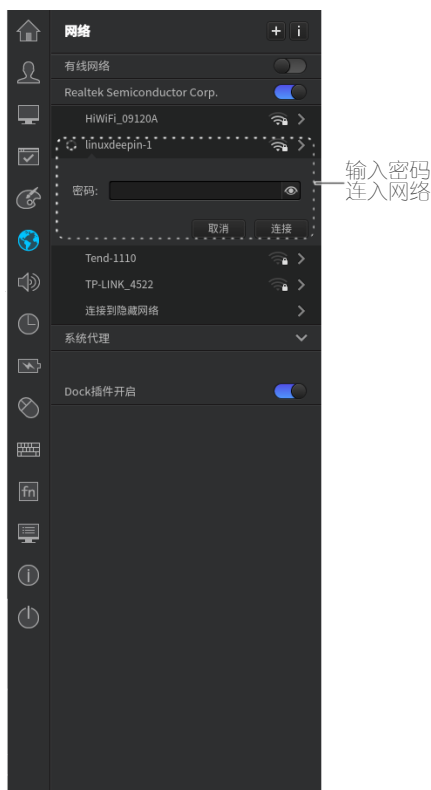 网络
+ i
有线网络
Realtek Semiconductor Corp.
HiWiFi_09120A
linuxdeepin-1
密码:
取消 连接
输入密码
连入网络
Tend-1110
TP-LINK_4522
连接到隐藏网络
系统代理
Dock插件开启
fn